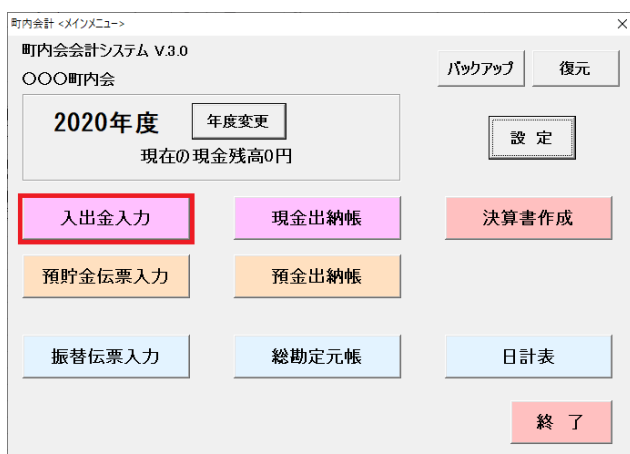 町内会計 <メインメニュー>
町内会会計システム V.3.0
〇〇〇町内会
バックアップ
復元
2020年度
年度変更
現在の現金残高0円
設 定
入出金入力
現金出納帳
決算書作成
預貯金伝票入力
預金出納帳
振替伝票入力
総勘定元帳
日計表
終 了